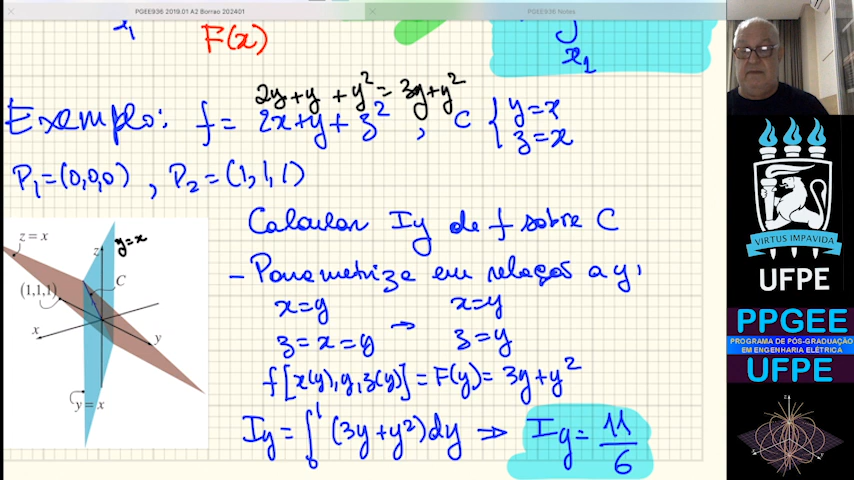 PGEE936 2019.01 A2 Borrao 202401
PGEE936 Notes
x₁
F(x)
x₁
2y+y+y² = 3y+y²
Exemplo: f = 2x+y+z² , C { y=x
z=x
P₁=(0,0,0) , P₂=(1,1,1)
Calcular Iy de f sobre C
- Parametriza em relação a y,
x=y → x=y
z=x=y z=y
f[x(y),y,z(y)] = F(y) = 3y+y²
Iy = ∫₀¹ (3y+y²)dy ⇒ Iy = 11/6
z = x
z
y=x
C
(1,1,1)
x
y
y = x
VIRTUS IMPAVIDA
UFPE
PPGEE
PROGRAMA DE PÓS-GRADUAÇÃO
EM ENGENHARIA ELÉTRICA
UFPE